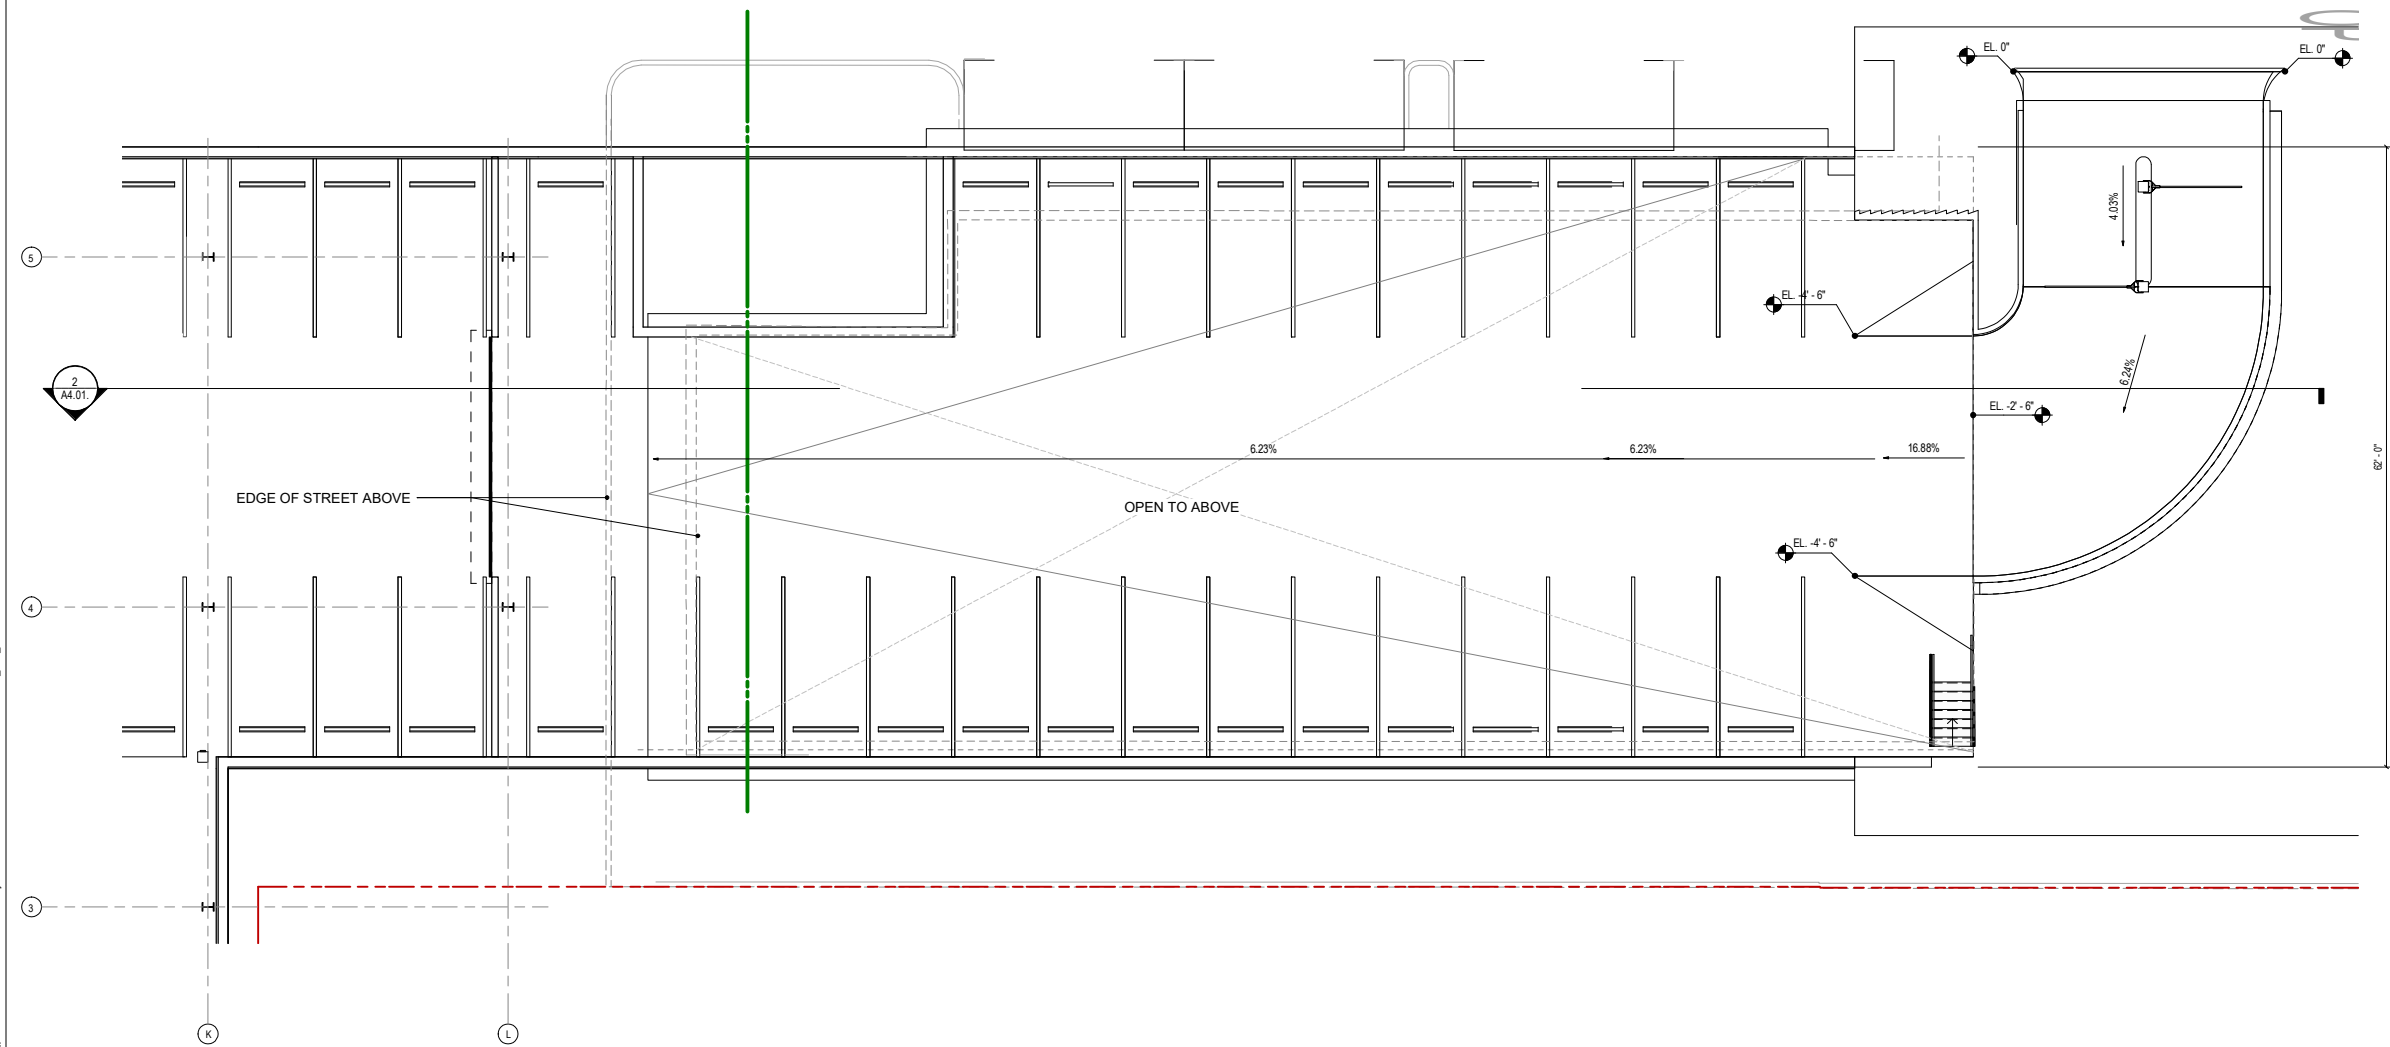 EL. 0"
EL. 0"
4.03%
5
EL. -4' - 6"
2
A4.01.
6.24%
EL. -2' - 6"
6.23%
6.23%
16.88%
62' - 0"
EDGE OF STREET ABOVE
OPEN TO ABOVE
EL. -4' - 6"
4
3
K
L